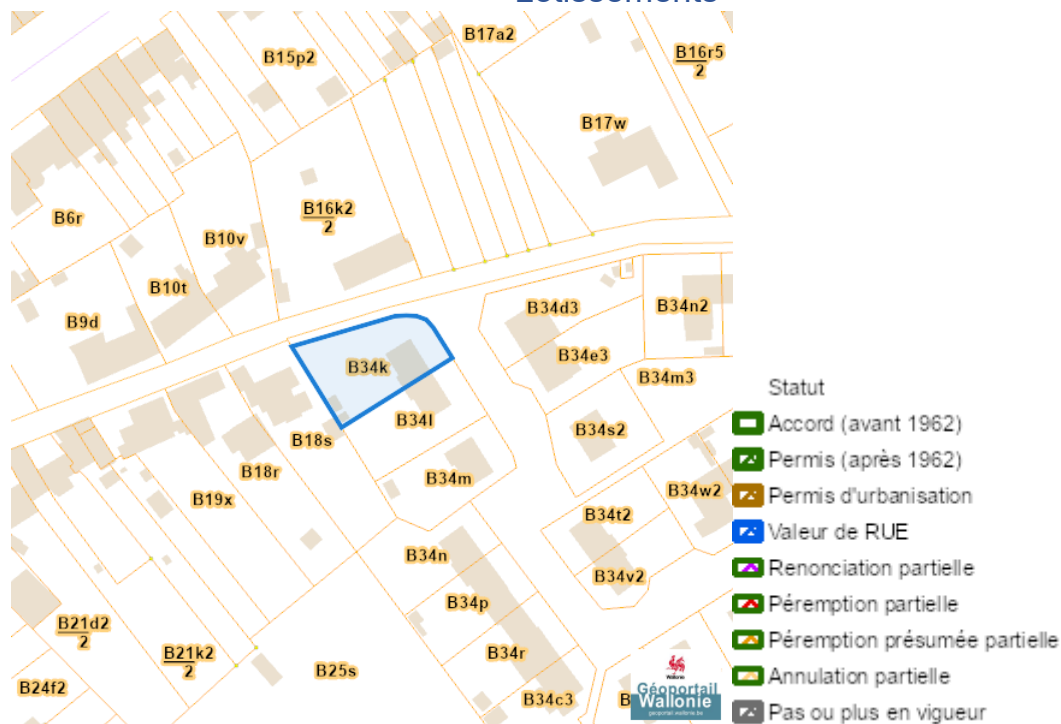 Lotissements
B17a2
B15p2
B16r5
2
B17w
B6r
B16k2
2
B10v
B10t
B9d
B34d3
B34n2
B34e3
B34k
B34m3
B34l
B34s2
B18s
B18r
B34m
B34w2
B19x
B34t2
B34n
B34v2
B34p
B21d2
2
B21k2
2
B34r
B25s
B24f2
B34c3
B
Wallonie
Géoportail
Wallonie
geoportail.wallonie.be
Statut
Accord (avant 1962)
Permis (après 1962)
Permis d'urbanisation
Valeur de RUE
Renonciation partielle
Péremption partielle
Péremption présumée partielle
Annulation partielle
Pas ou plus en vigueur